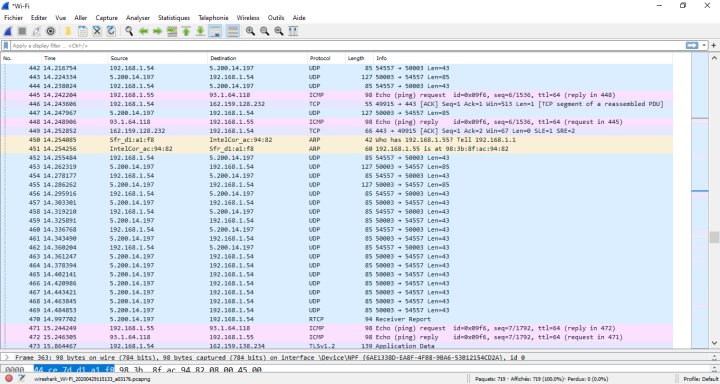 *Wi-Fi
Fichier Editer Vue Aller Capture Analyser Statistiques Telephonie Wireless Outils Aide
Apply a display filter ... <Ctrl-/>
No. Time Source Destination Protocol Length Info
442 14.216754 192.168.1.54 5.200.14.197 UDP 85 54557 → 50003 Len=43
443 14.224334 5.200.14.197 192.168.1.54 UDP 127 50003 → 54557 Len=85
444 14.238024 192.168.1.54 5.200.14.197 UDP 85 54557 → 50003 Len=43
445 14.242204 192.168.1.55 93.1.64.118 ICMP 98 Echo (ping) request id=0x09f6, seq=6/1536, ttl=64 (reply in 448)
446 14.243606 192.168.1.54 162.159.128.232 TCP 55 49915 → 443 [ACK] Seq=1 Ack=1 Win=513 Len=1 [TCP segment of a reassembled PDU]
447 14.247967 5.200.14.197 192.168.1.54 UDP 127 50003 → 54557 Len=85
448 14.248906 93.1.64.118 192.168.1.55 ICMP 98 Echo (ping) reply id=0x09f6, seq=6/1536, ttl=64 (request in 445)
449 14.252852 162.159.128.232 192.168.1.54 TCP 66 443 → 49915 [ACK] Seq=1 Ack=2 Win=67 Len=0 SLE=1 SRE=2
450 14.254085 Sfr_d1:a1:f8 IntelCor_ac:94:82 ARP 42 Who has 192.168.1.55? Tell 192.168.1.1
451 14.254256 IntelCor_ac:94:82 Sfr_d1:a1:f8 ARP 60 192.168.1.55 is at 98:3b:8f:ac:94:82
452 14.255484 192.168.1.54 5.200.14.197 UDP 85 54557 → 50003 Len=43
453 14.262319 5.200.14.197 192.168.1.54 UDP 127 50003 → 54557 Len=85
454 14.278177 192.168.1.54 5.200.14.197 UDP 85 54557 → 50003 Len=43
455 14.286262 5.200.14.197 192.168.1.54 UDP 127 50003 → 54557 Len=85
456 14.295916 192.168.1.54 5.200.14.197 UDP 85 54557 → 50003 Len=43
457 14.303301 5.200.14.197 192.168.1.54 UDP 85 50003 → 54557 Len=43
458 14.319210 5.200.14.197 192.168.1.54 UDP 85 50003 → 54557 Len=43
459 14.325891 5.200.14.197 192.168.1.54 UDP 85 50003 → 54557 Len=43
460 14.336768 5.200.14.197 192.168.1.54 UDP 85 50003 → 54557 Len=43
461 14.343490 5.200.14.197 192.168.1.54 UDP 85 50003 → 54557 Len=43
462 14.360204 5.200.14.197 192.168.1.54 UDP 85 50003 → 54557 Len=43
463 14.361247 5.200.14.197 192.168.1.54 UDP 85 50003 → 54557 Len=43
464 14.378394 5.200.14.197 192.168.1.54 UDP 85 50003 → 54557 Len=43
465 14.402141 5.200.14.197 192.168.1.54 UDP 85 50003 → 54557 Len=43
466 14.420986 5.200.14.197 192.168.1.54 UDP 85 50003 → 54557 Len=43
467 14.443421 5.200.14.197 192.168.1.54 UDP 85 50003 → 54557 Len=43
468 14.463845 5.200.14.197 192.168.1.54 UDP 85 50003 → 54557 Len=43
469 14.484853 5.200.14.197 192.168.1.54 UDP 85 50003 → 54557 Len=43
470 14.997702 5.200.14.197 192.168.1.54 RTCP 94 Receiver Report
471 15.244249 192.168.1.55 93.1.64.118 ICMP 98 Echo (ping) request id=0x09f6, seq=7/1792, ttl=64 (reply in 472)
472 15.246305 93.1.64.118 192.168.1.55 ICMP 98 Echo (ping) reply id=0x09f6, seq=7/1792, ttl=64 (request in 471)
473 15.864467 162.159.138.234 192.168.1.54 TLSv1.2 139 Application Data
Frame 363: 98 bytes on wire (784 bits), 98 bytes captured (784 bits) on interface \Device\NPF_{6AE1338D-EA8F-4F08-9BA6-53B12154CD2A}, id 0
0000 44 ce 7d d1 a1 f8 98 3b 8f ac 94 82 08 00 45 00
wireshark_Wi-Fi_20200429115133_a03176.pcapng Paquets: 719 · Affichés: 719 (100.0%) · Perdus: 0 (0.0%) Profile: Default